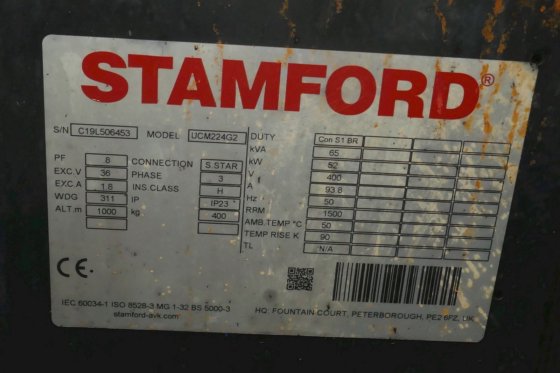 STAMFORD®
S/N C19L506453 MODEL UCM224G2 DUTY Con S1 BR
kVA 65
PF 8 CONNECTION S.STAR kW 52
EXC.V 36 PHASE 3 V 400
EXC.A 1.8 INS.CLASS H A 93.8
WDG 311 IP IP23 Hz 50
ALT.m 1000 kg 400 RPM 1500
AMB.TEMP °C 50
TEMP RISE K 90
TL N/A
CE
IEC 60034-1 ISO 8528-3 MG 1-32 BS 5000-3
stamford-avk.com
HQ: FOUNTAIN COURT, PETERBOROUGH, PE2 6FZ, UK